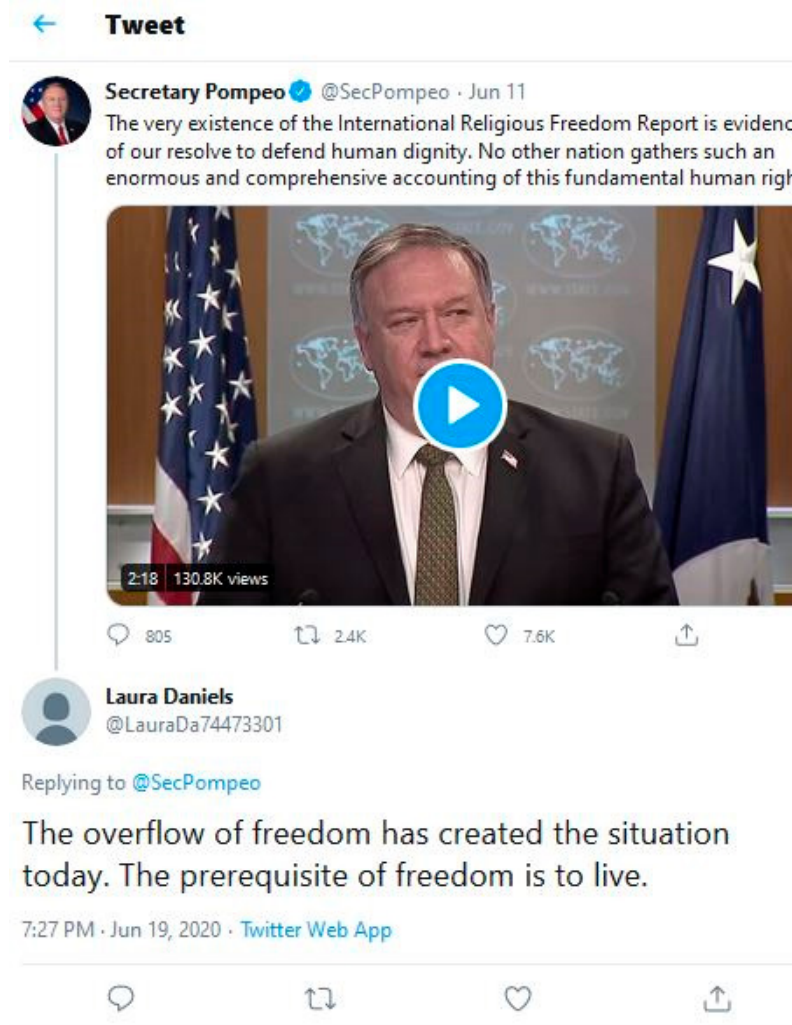 Tweet
Secretary Pompeo @SecPompeo · Jun 11
The very existence of the International Religious Freedom Report is evidenc
of our resolve to defend human dignity. No other nation gathers such an
enormous and comprehensive accounting of this fundamental human righ
2:18 130.8K views
805 2.4K 7.6K
Laura Daniels
@LauraDa74473301
Replying to @SecPompeo
The overflow of freedom has created the situation
today. The prerequisite of freedom is to live.
7:27 PM · Jun 19, 2020 · Twitter Web App